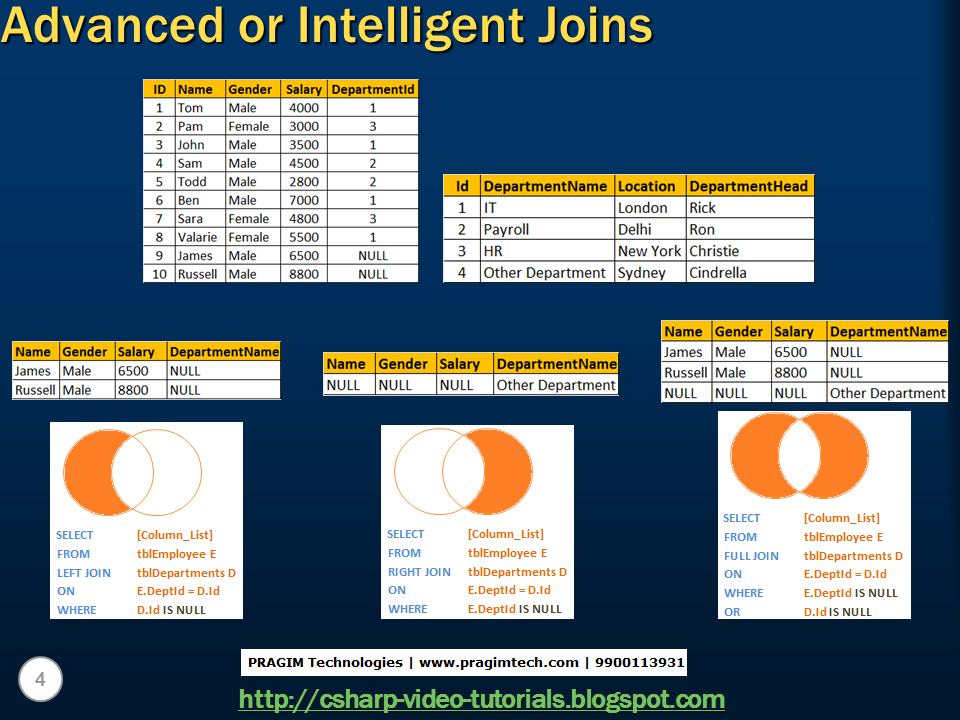 Advanced or Intelligent Joins
ID Name Gender Salary DepartmentId
1 Tom Male 4000 1
2 Pam Female 3000 3
3 John Male 3500 1
4 Sam Male 4500 2
5 Todd Male 2800 2
6 Ben Male 7000 1
7 Sara Female 4800 3
8 Valarie Female 5500 1
9 James Male 6500 NULL
10 Russell Male 8800 NULL
Id DepartmentName Location DepartmentHead
1 IT London Rick
2 Payroll Delhi Ron
3 HR New York Christie
4 Other Department Sydney Cindrella
Name Gender Salary DepartmentName
James Male 6500 NULL
Russell Male 8800 NULL
SELECT [Column_List]
FROM tblEmployee E
LEFT JOIN tblDepartments D
ON E.DeptId = D.Id
WHERE D.Id IS NULL
Name Gender Salary DepartmentName
NULL NULL NULL Other Department
SELECT [Column_List]
FROM tblEmployee E
RIGHT JOIN tblDepartments D
ON E.DeptId = D.Id
WHERE E.DeptId IS NULL
Name Gender Salary DepartmentName
James Male 6500 NULL
Russell Male 8800 NULL
NULL NULL NULL Other Department
SELECT [Column_List]
FROM tblEmployee E
FULL JOIN tblDepartments D
ON E.DeptId = D.Id
WHERE E.DeptId IS NULL
OR D.Id IS NULL
PRAGIM Technologies | www.pragimtech.com | 9900113931
4
http://csharp-video-tutorials.blogspot.com